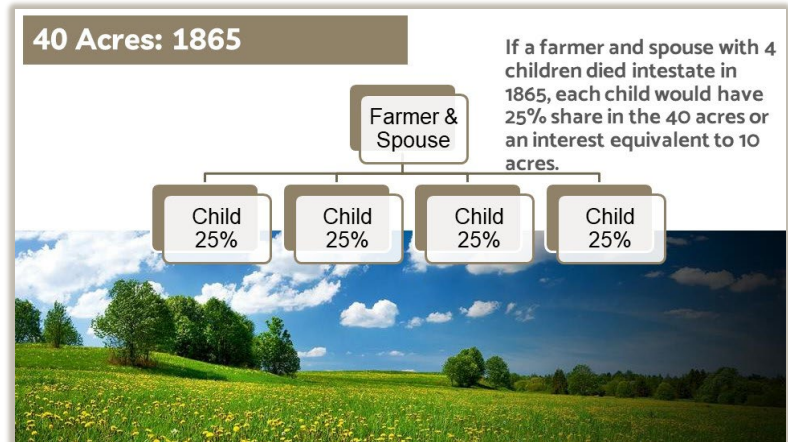 40 Acres: 1865
If a farmer and spouse with 4
children died intestate in
1865, each child would have
25% share in the 40 acres or
an interest equivalent to 10
acres.
Farmer &
Spouse
Child
25%
Child
25%
Child
25%
Child
25%